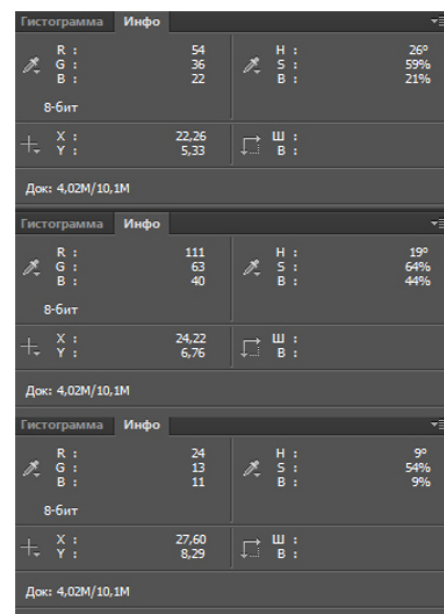 Гистограмма Инфо
R : 54 H : 26°
G : 36 S : 59%
B : 22 B : 21%
8-бит
X : 22,26 Ш :
Y : 5,33 В :
Док: 4,02M/10,1M
Гистограмма Инфо
R : 111 H : 19°
G : 63 S : 64%
B : 40 B : 44%
8-бит
X : 24,22 Ш :
Y : 6,76 В :
Док: 4,02M/10,1M
Гистограмма Инфо
R : 24 H : 9°
G : 13 S : 54%
B : 11 B : 9%
8-бит
X : 27,60 Ш :
Y : 8,29 В :
Док: 4,02M/10,1M